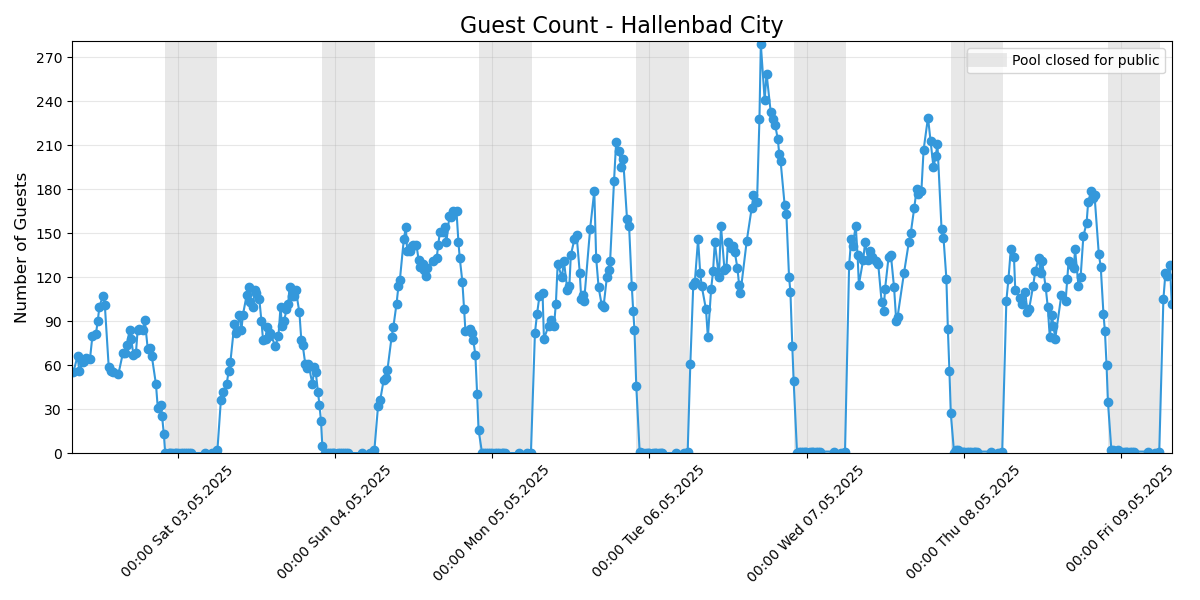 Guest Count - Hallenbad City
Pool closed for public
Number of Guests
270
240
210
180
150
120
90
60
30
0
00:00 Sat 03.05.2025
00:00 Sun 04.05.2025
00:00 Mon 05.05.2025
00:00 Tue 06.05.2025
00:00 Wed 07.05.2025
00:00 Thu 08.05.2025
00:00 Fri 09.05.2025